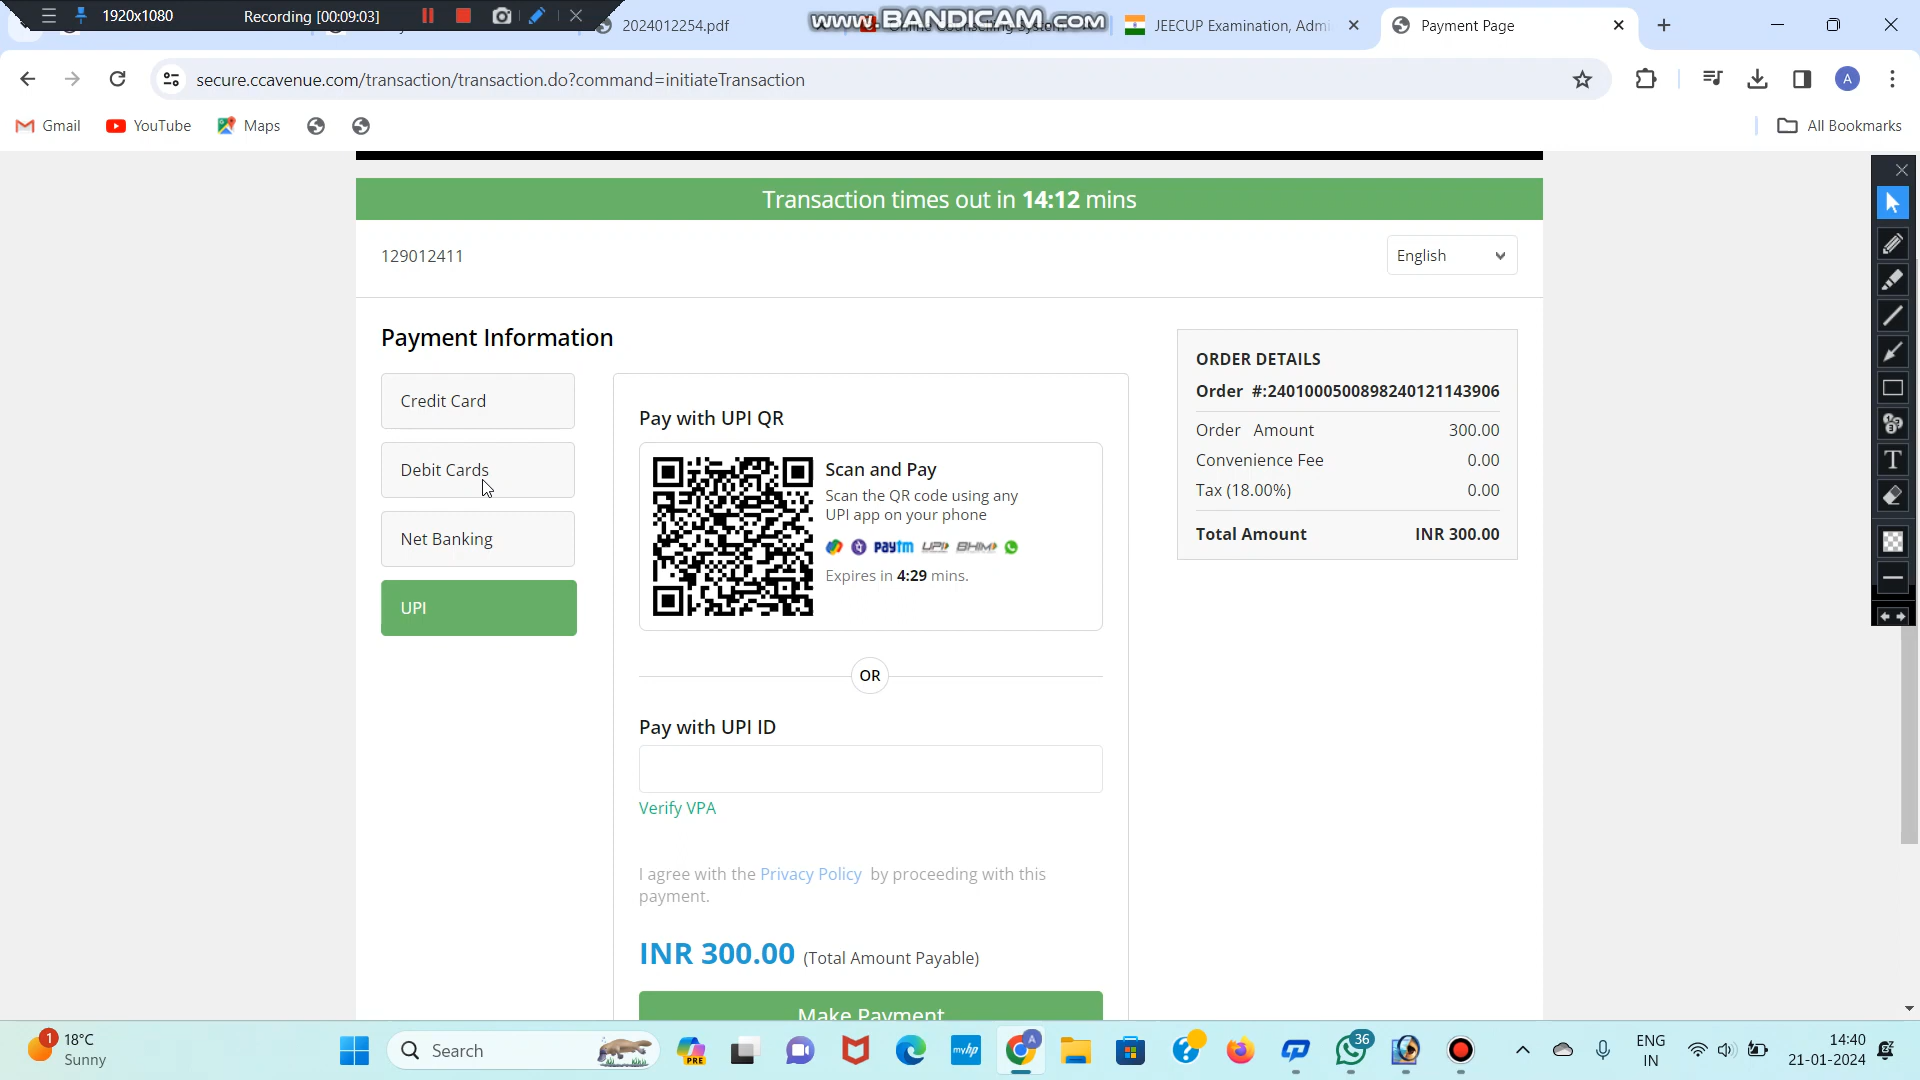 1920x1080
Recording [00:09:03]
2024012254.pdf
www.BANDICAM.com
JEECUP Examination, Admi
Payment Page
secure.ccavenue.com/transaction/transaction.do?command=initiateTransaction
A
Gmail
YouTube
Maps
All Bookmarks
Transaction times out in 14:12 mins
129012411
English
Payment Information
Credit Card
Debit Cards
Net Banking
UPI
Pay with UPI QR
Scan and Pay
Scan the QR code using any
UPI app on your phone
paytm UPI BHIM
Expires in 4:29 mins.
OR
Pay with UPI ID
Verify VPA
I agree with the Privacy Policy by proceeding with this
payment.
INR 300.00 (Total Amount Payable)
Make Payment
ORDER DETAILS
Order #:2401000500898240121143906
Order Amount 300.00
Convenience Fee 0.00
Tax (18.00%) 0.00
Total Amount INR 300.00
T
1
18°C
Sunny
Search
PRE
myhp
A
36
ENG
IN
14:40
21-01-2024